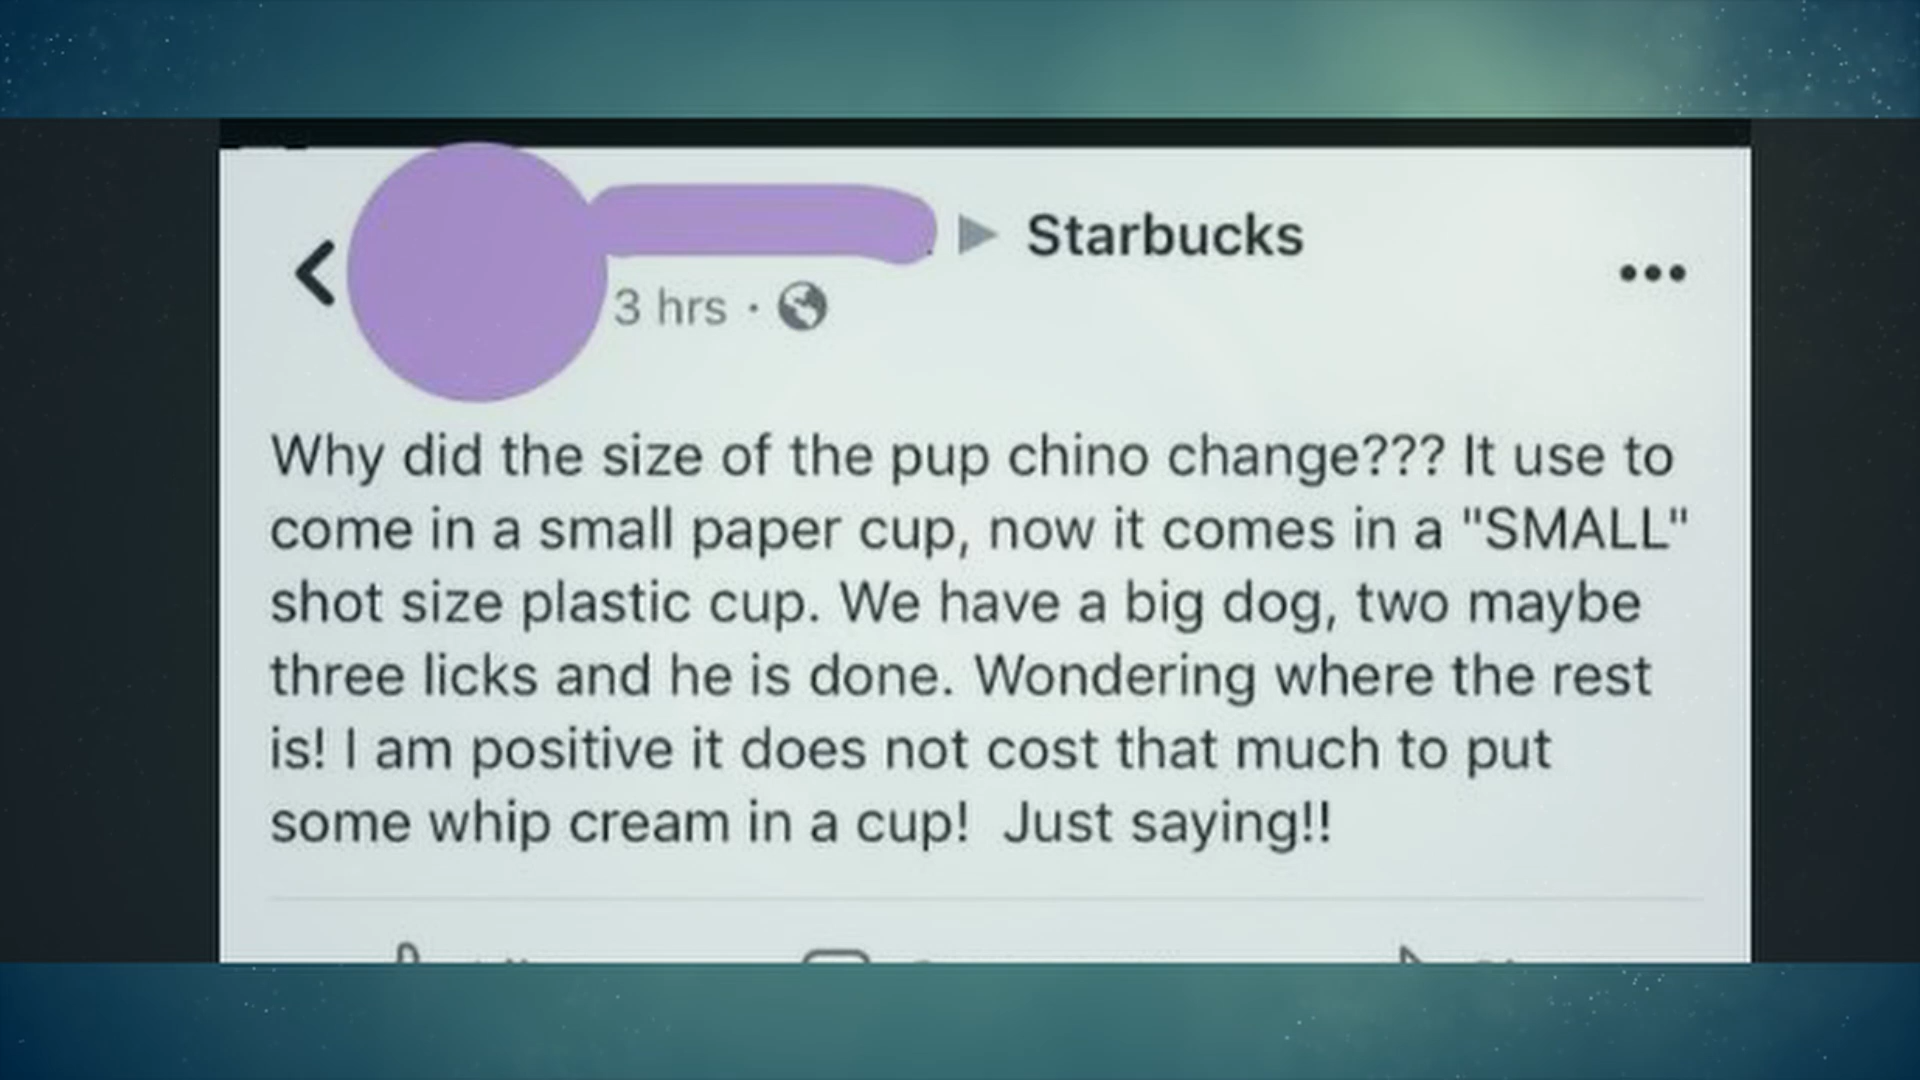 Starbucks
3 hrs ·
Why did the size of the pup chino change??? It use to
come in a small paper cup, now it comes in a "SMALL"
shot size plastic cup. We have a big dog, two maybe
three licks and he is done. Wondering where the rest
is! I am positive it does not cost that much to put
some whip cream in a cup!  Just saying!!